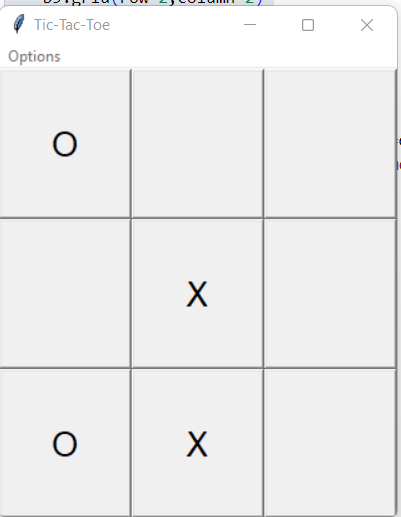 Tic-Tac-Toe
Options
O
X
O X